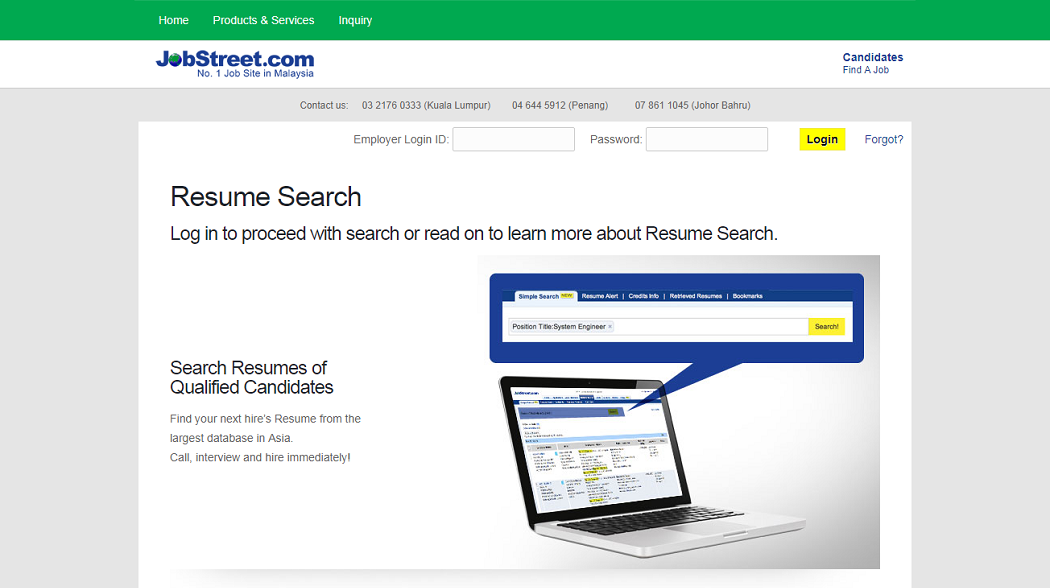 Home Products & Services Inquiry
JobStreet.com
No. 1 Job Site in Malaysia
Candidates
Find A Job
Contact us: 03 2176 0333 (Kuala Lumpur) 04 644 5912 (Penang) 07 861 1045 (Johor Bahru)
Employer Login ID: Password: Login Forgot?
Resume Search
Log in to proceed with search or read on to learn more about Resume Search.
Simple Search NEW Resume Alert | Credits Info | Retrieved Resumes | Bookmarks
Position Title:System Engineer × Search!
Search Resumes of
Qualified Candidates
Find your next hire's Resume from the
largest database in Asia.
Call, interview and hire immediately!
JobStreet.com